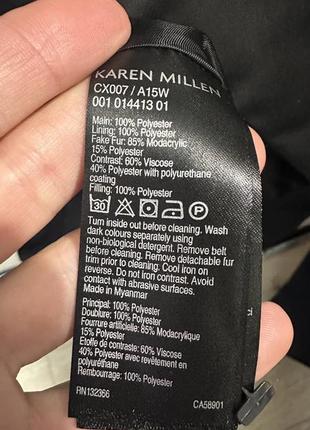 KAREN MILLEN
CX007 / A15W
001 014413 01
Main: 100% Polyester
Lining: 100% Polyester
Fake Fur: 85% Modacrylic
15% Polyester
Contrast: 60% Viscose
40% Polyester with polyurethane
coating
Filling: 100% Polyester
30 P
Turn inside out before cleaning. Wash
dark colours separately using
non-biological detergent. Remove belt
before cleaning. Remove detachable fur
trim prior to cleaning. Cool iron on
reverse. Do not iron contrast. Avoid
contact with abrasive surfaces.
Made in Myanmar
Principal: 100% Polyester
Doublure: 100% Polyester
Fourrure artificielle: 85% Modacrylique
15% Polyester
Etoffe de contraste: 60% Viscose
40% Polyester avec revêtement en
polyuréthane
Rembourrage: 100% Polyester
RN132366 CA58901